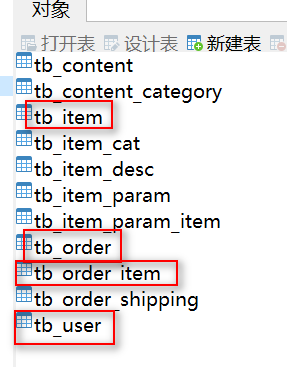 对象
打开表 设计表 新建表
tb_content
tb_content_category
tb_item
tb_item_cat
tb_item_desc
tb_item_param
tb_item_param_item
tb_order
tb_order_item
tb_order_shipping
tb_user